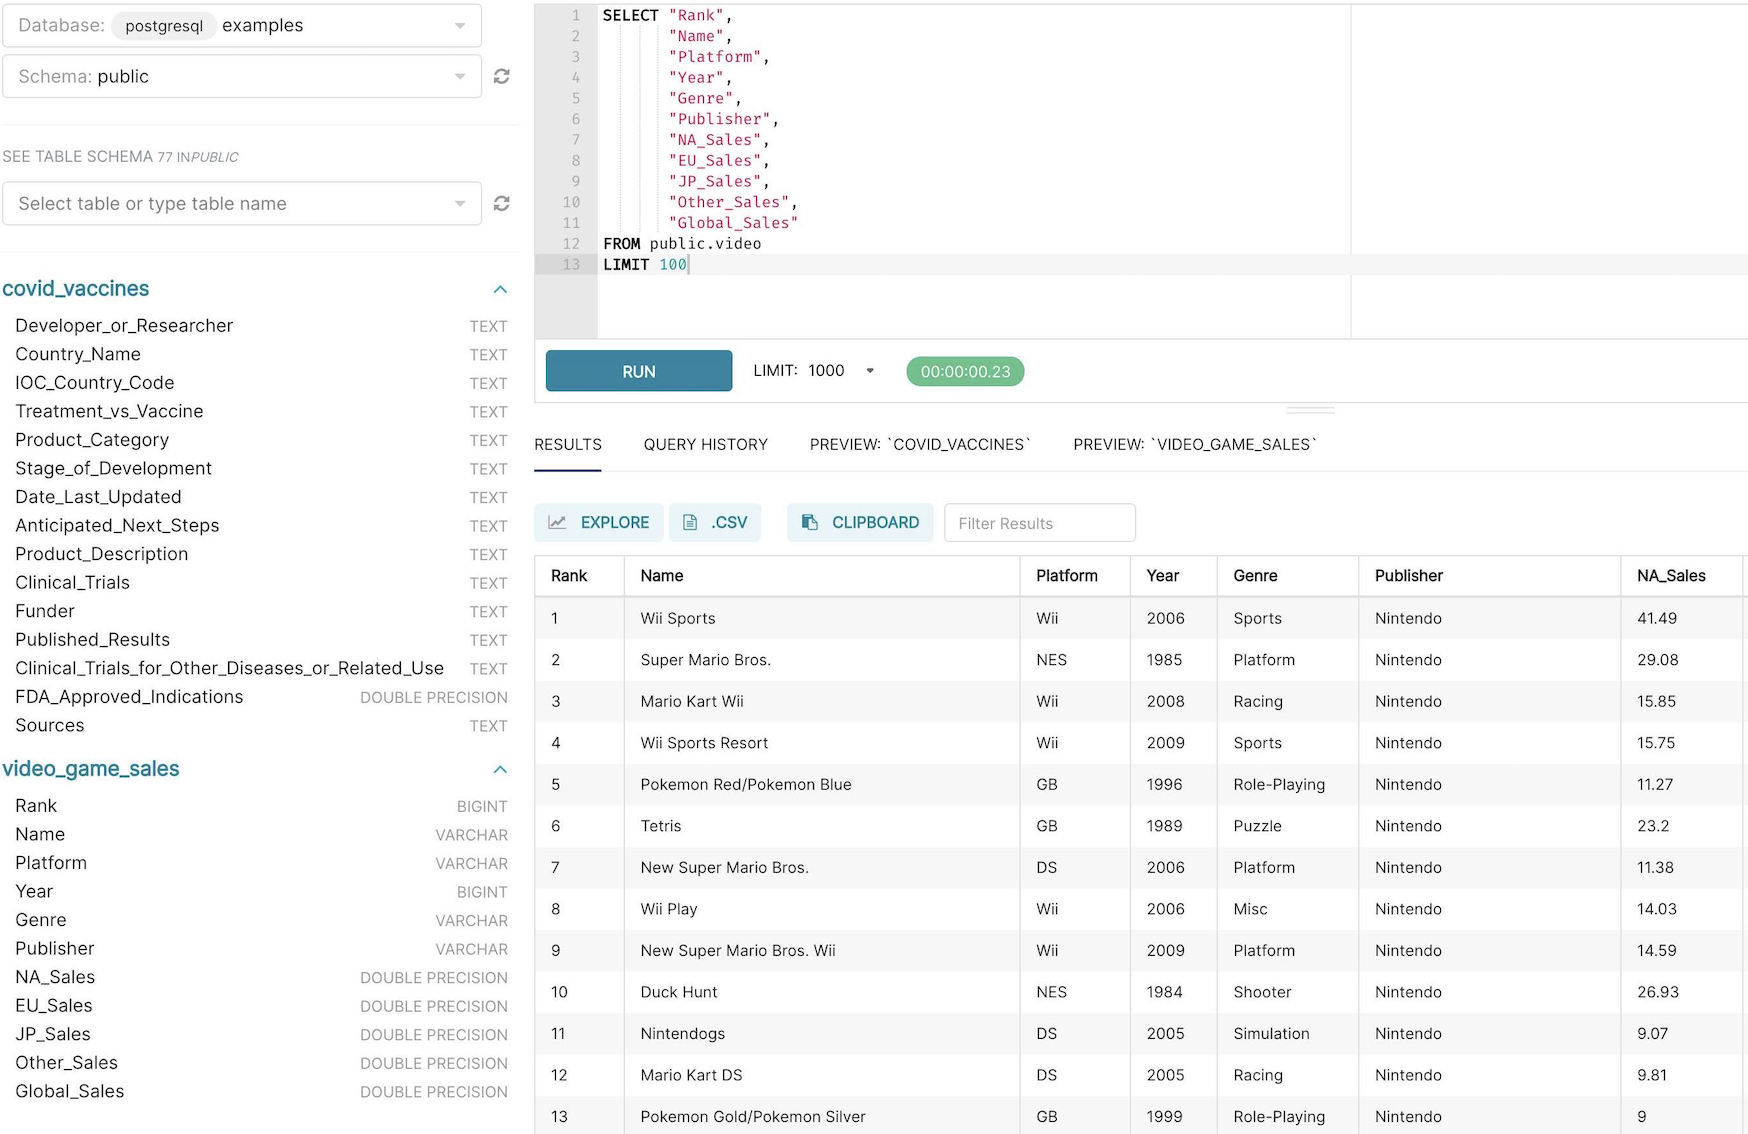 Database: postgresql examples
Schema: public
SEE TABLE SCHEMA 77 IN PUBLIC
Select table or type table name
covid_vaccines
Developer_or_Researcher TEXT
Country_Name TEXT
IOC_Country_Code TEXT
Treatment_vs_Vaccine TEXT
Product_Category TEXT
Stage_of_Development TEXT
Date_Last_Updated TEXT
Anticipated_Next_Steps TEXT
Product_Description TEXT
Clinical_Trials TEXT
Funder TEXT
Published_Results TEXT
Clinical_Trials_for_Other_Diseases_or_Related_Use TEXT
FDA_Approved_Indications DOUBLE PRECISION
Sources TEXT
video_game_sales
Rank BIGINT
Name VARCHAR
Platform VARCHAR
Year BIGINT
Genre VARCHAR
Publisher VARCHAR
NA_Sales DOUBLE PRECISION
EU_Sales DOUBLE PRECISION
JP_Sales DOUBLE PRECISION
Other_Sales DOUBLE PRECISION
Global_Sales DOUBLE PRECISION
1 SELECT "Rank",
2 "Name",
3 "Platform",
4 "Year",
5 "Genre",
6 "Publisher",
7 "NA_Sales",
8 "EU_Sales",
9 "JP_Sales",
10 "Other_Sales",
11 "Global_Sales"
12 FROM public.video
13 LIMIT 100
RUN LIMIT: 1000 00:00:00.23
RESULTS QUERY HISTORY PREVIEW: `COVID_VACCINES` PREVIEW: `VIDEO_GAME_SALES`
EXPLORE .CSV CLIPBOARD Filter Results
Rank Name Platform Year Genre Publisher NA_Sales
1 Wii Sports Wii 2006 Sports Nintendo 41.49
2 Super Mario Bros. NES 1985 Platform Nintendo 29.08
3 Mario Kart Wii Wii 2008 Racing Nintendo 15.85
4 Wii Sports Resort Wii 2009 Sports Nintendo 15.75
5 Pokemon Red/Pokemon Blue GB 1996 Role-Playing Nintendo 11.27
6 Tetris GB 1989 Puzzle Nintendo 23.2
7 New Super Mario Bros. DS 2006 Platform Nintendo 11.38
8 Wii Play Wii 2006 Misc Nintendo 14.03
9 New Super Mario Bros. Wii Wii 2009 Platform Nintendo 14.59
10 Duck Hunt NES 1984 Shooter Nintendo 26.93
11 Nintendogs DS 2005 Simulation Nintendo 9.07
12 Mario Kart DS DS 2005 Racing Nintendo 9.81
13 Pokemon Gold/Pokemon Silver GB 1999 Role-Playing Nintendo 9